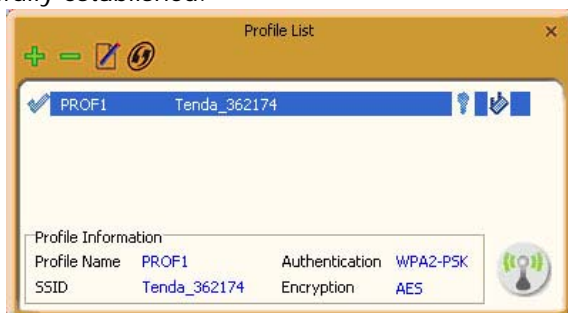 fully established.
Profile List
PROF1 Tenda_362174
Profile Information
Profile Name PROF1 Authentication WPA2-PSK
SSID Tenda_362174 Encryption AES